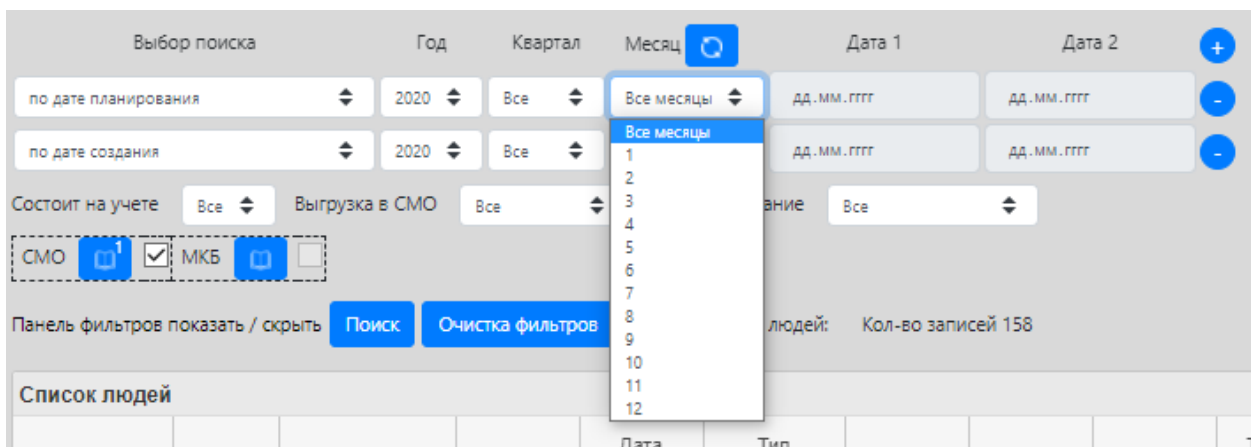 Выбор поиска Год Квартал Месяц Дата 1 Дата 2 +
по дате планирования 2020 Все Все месяцы дд.мм.гггг дд.мм.гггг -
Все месяцы
по дате создания 2020 Все дд.мм.гггг дд.мм.гггг -
1
2
Состоит на учете Все Выгрузка в СМО Все ание Все
3
4
СМО 1 МКБ
5
6
7
Панель фильтров показать / скрыть Поиск Очистка фильтров людей: Кол-во записей 158
8
9
10
Список людей
11
12
Дата Тип